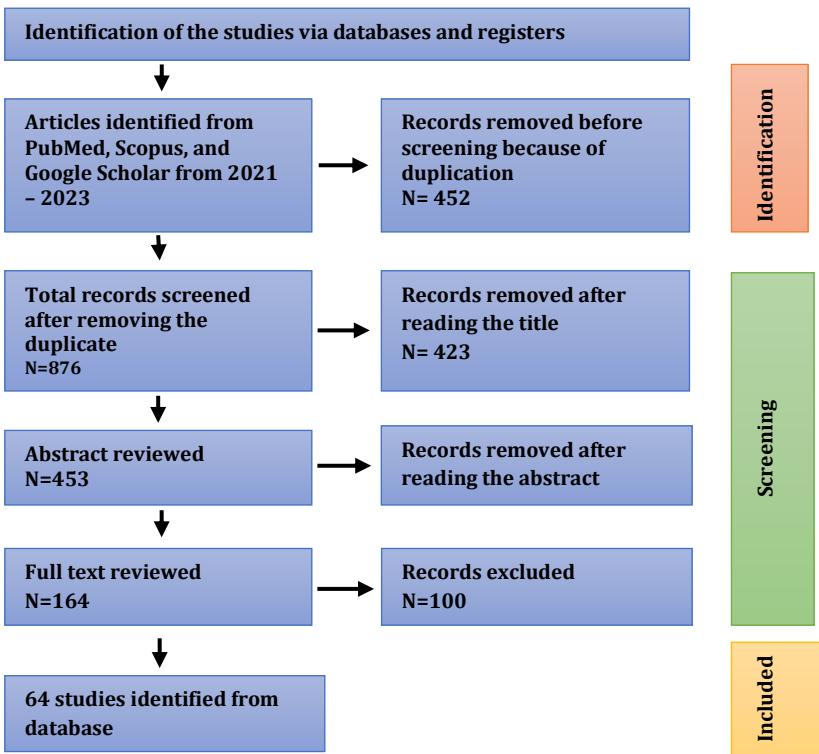 Identification of the studies via databases and registers
Articles identified from
PubMed, Scopus, and
Google Scholar from 2021
– 2023
Records removed before
screening because of
duplication
N= 452
Identification
Total records screened
after removing the
duplicate
N=876
Records removed after
reading the title
N= 423
Screening
Abstract reviewed
N=453
Records removed after
reading the abstract
Full text reviewed
N=164
Records excluded
N=100
64 studies identified from
database
Included